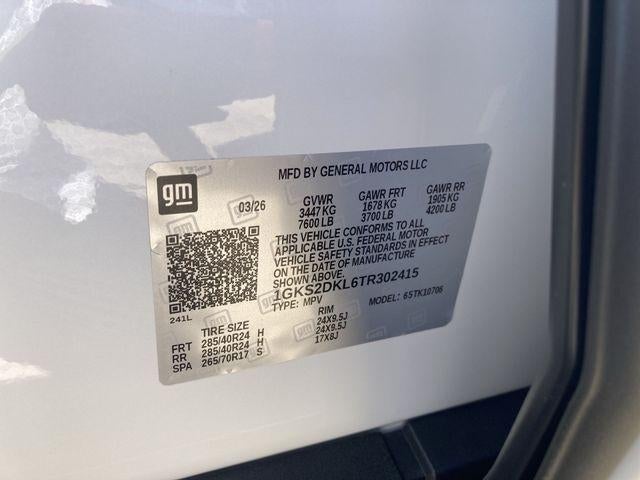 MFD BY GENERAL MOTORS LLC
gm
03/26 GVWR GAWR FRT GAWR RR
3447 KG 1678 KG 1905 KG
7600 LB 3700 LB 4200 LB
THIS VEHICLE CONFORMS TO ALL
APPLICABLE U.S. FEDERAL MOTOR
VEHICLE SAFETY STANDARDS IN EFFECT
ON THE DATE OF MANUFACTURE
SHOWN ABOVE.
1GKS2DKL6TR302415
TYPE: MPV MODEL: 6STK10706
241L
TIRE SIZE RIM
FRT 285/40R24 H 24X9.5J
RR 285/40R24 H 24X9.5J
SPA 265/70R17 S 17X8J